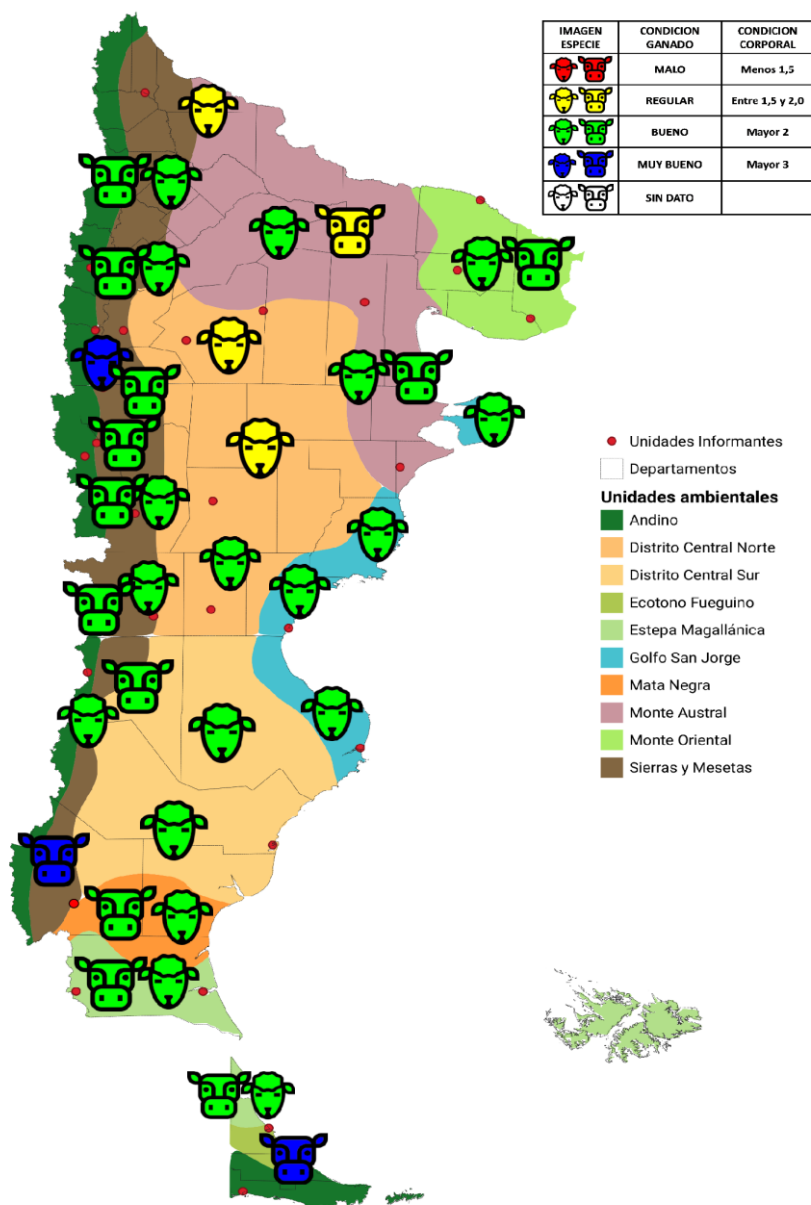 IMAGEN ESPECIE
CONDICION GANADO
CONDICION CORPORAL
MALO
Menos 1,5
REGULAR
Entre 1,5 y 2,0
BUENO
Mayor 2
MUY BUENO
Mayor 3
SIN DATO
Unidades Informantes
Departamentos
Unidades ambientales
Andino
Distrito Central Norte
Distrito Central Sur
Ecotono Fueguino
Estepa Magallánica
Golfo San Jorge
Mata Negra
Monte Austral
Monte Oriental
Sierras y Mesetas